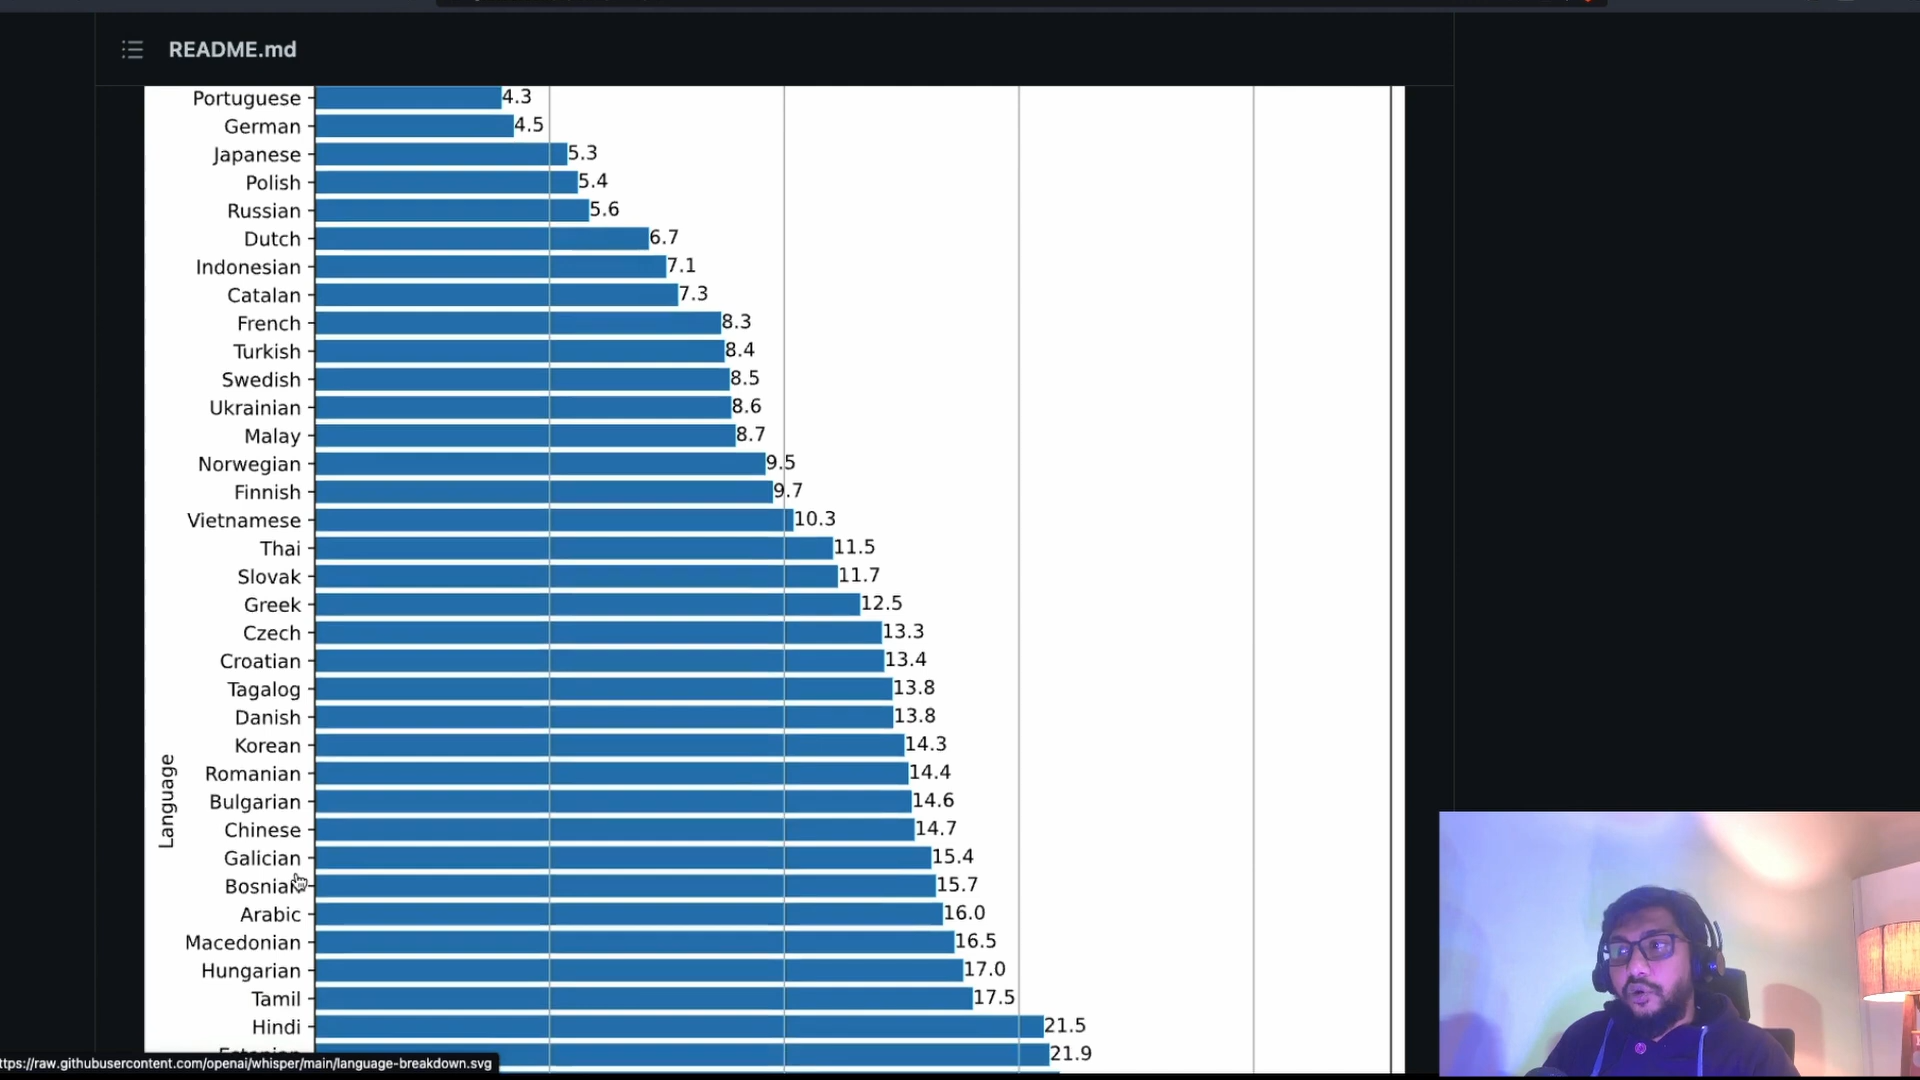 README.md
Portuguese 4.3
German 4.5
Japanese 5.3
Polish 5.4
Russian 5.6
Dutch 6.7
Indonesian 7.1
Catalan 7.3
French 8.3
Turkish 8.4
Swedish 8.5
Ukrainian 8.6
Malay 8.7
Norwegian 9.5
Finnish 9.7
Vietnamese 10.3
Thai 11.5
Slovak 11.7
Greek 12.5
Czech 13.3
Croatian 13.4
Tagalog 13.8
Danish 13.8
Korean 14.3
Romanian 14.4
Bulgarian 14.6
Chinese 14.7
Galician 15.4
Bosnian 15.7
Arabic 16.0
Macedonian 16.5
Hungarian 17.0
Tamil 17.5
Hindi 21.5
Estonian 21.9
Language
ttps://raw.githubusercontent.com/openai/whisper/main/language-breakdown.svg